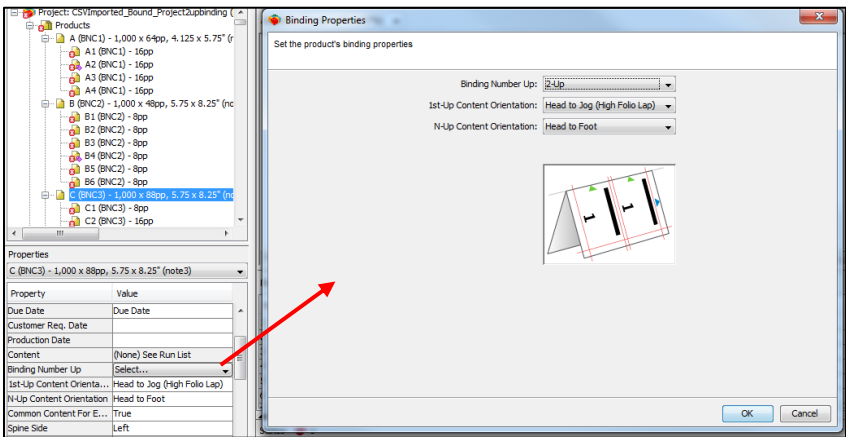 Project: CSVImported_Bound_Project2upbinding (
Products
A (BNC1) - 1,000 x 64pp, 4.125 x 5.75" (r
A1 (BNC1) - 16pp
A2 (BNC1) - 16pp
A3 (BNC1) - 16pp
A4 (BNC1) - 16pp
B (BNC2) - 1,000 x 48pp, 5.75 x 8.25" (nc
B1 (BNC2) - 8pp
B2 (BNC2) - 8pp
B3 (BNC2) - 8pp
B4 (BNC2) - 8pp
B5 (BNC2) - 8pp
B6 (BNC2) - 8pp
C (BNC3) - 1,000 x 88pp, 5.75 x 8.25" (no
C1 (BNC3) - 8pp
C2 (BNC3) - 16pp
Properties
C (BNC3) - 1,000 x 88pp, 5.75 x 8.25" (note3)
Property Value
Due Date Due Date
Customer Req. Date
Production Date
Content (None) See Run List
Binding Number Up Select...
1st-Up Content Orienta... Head to Jog (High Folio Lap)
N-Up Content Orientation Head to Foot
Common Content For E... True
Spine Side Left
Binding Properties
Set the product's binding properties
Binding Number Up: 2-Up
1st-Up Content Orientation: Head to Jog (High Folio Lap)
N-Up Content Orientation: Head to Foot
1 1
OK Cancel